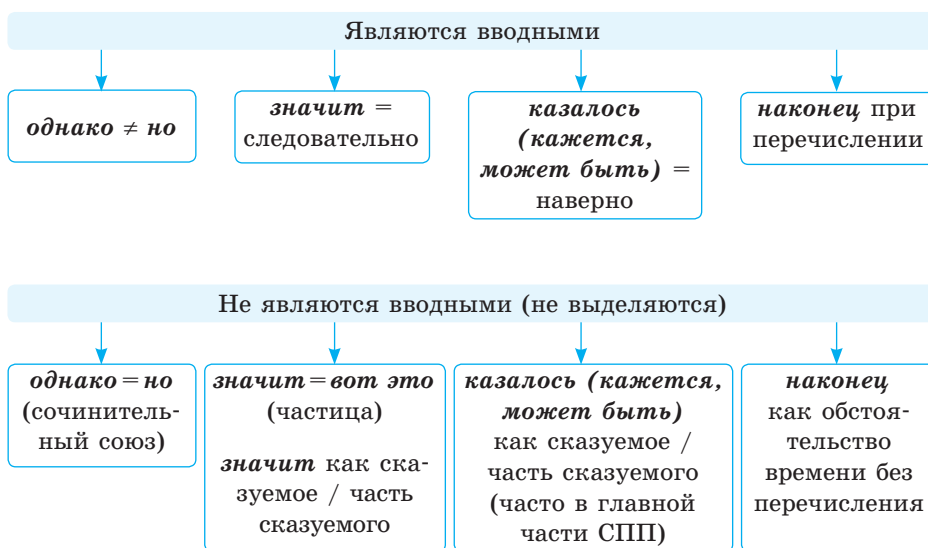 Являются вводными
однако ≠ но
значит =
следовательно
казалось
(кажется,
может быть) =
наверно
наконец при
перечислении
Не являются вводными (не выделяются)
однако = но
(сочинитель-
ный союз)
значит = вот это
(частица)
значит как ска-
зуемое / часть
сказуемого
казалось (кажется,
может быть)
как сказуемое /
часть сказуемого
(часто в главной
части СПП)
наконец
как обстоя-
тельство
времени без
перечисления